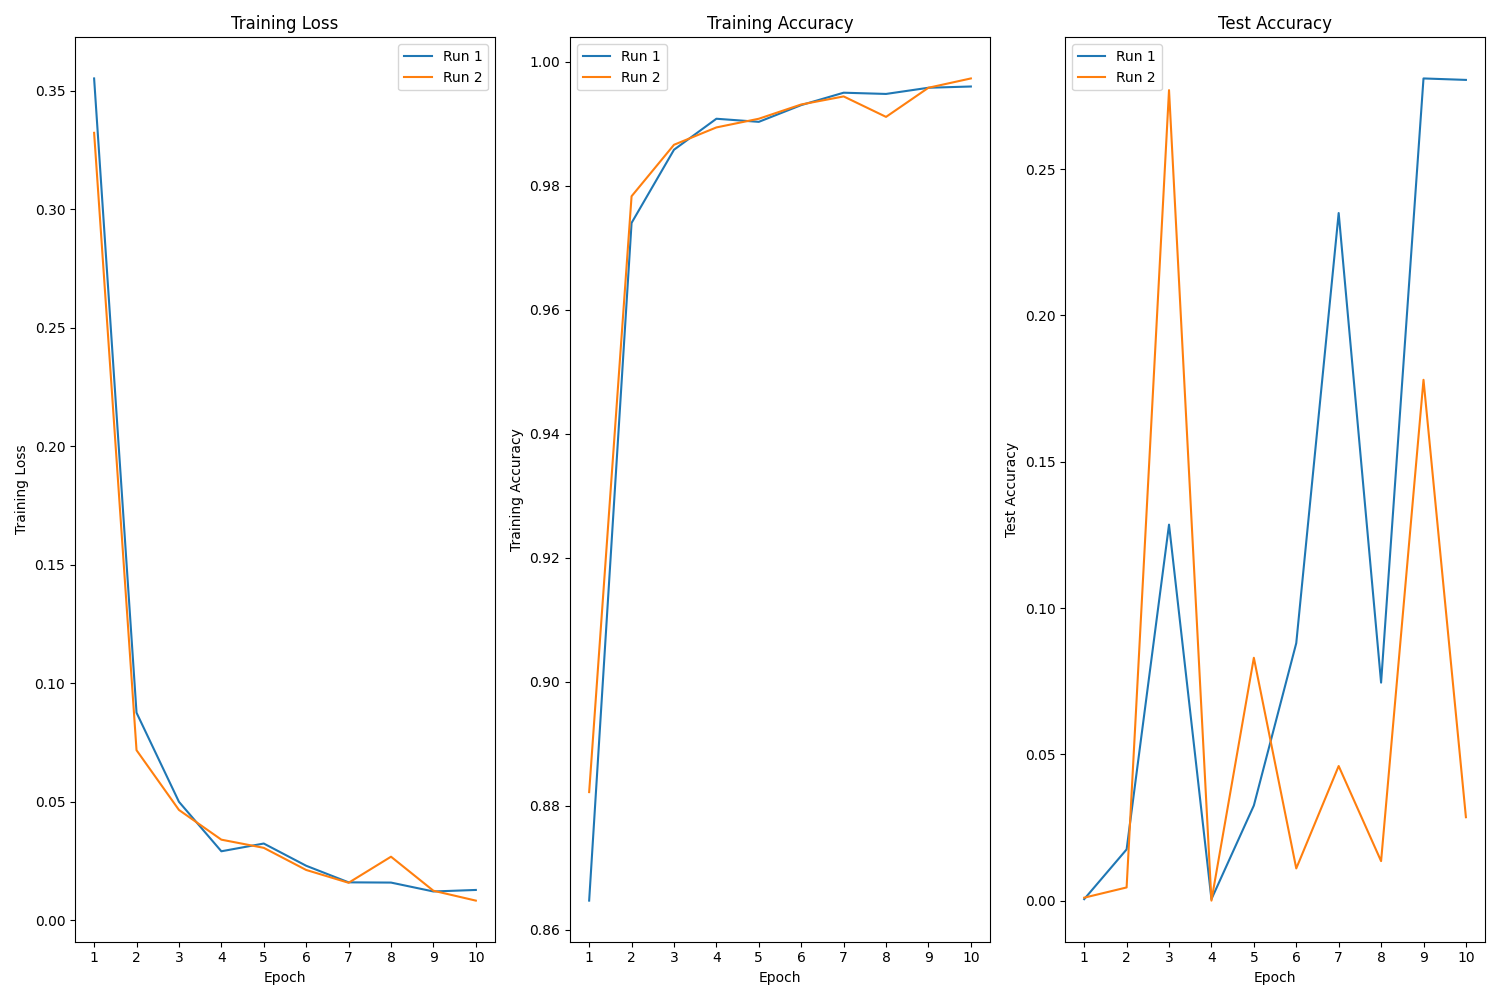 Training Loss
Run 1
Run 2
0.35
0.30
0.25
0.20
0.15
0.10
0.05
0.00
Training Loss
1 2 3 4 5 6 7 8 9 10
Epoch
Training Accuracy
Run 1
Run 2
1.00
0.98
0.96
0.94
0.92
0.90
0.88
0.86
Training Accuracy
1 2 3 4 5 6 7 8 9 10
Epoch
Test Accuracy
Run 1
Run 2
0.25
0.20
0.15
0.10
0.05
0.00
Test Accuracy
1 2 3 4 5 6 7 8 9 10
Epoch